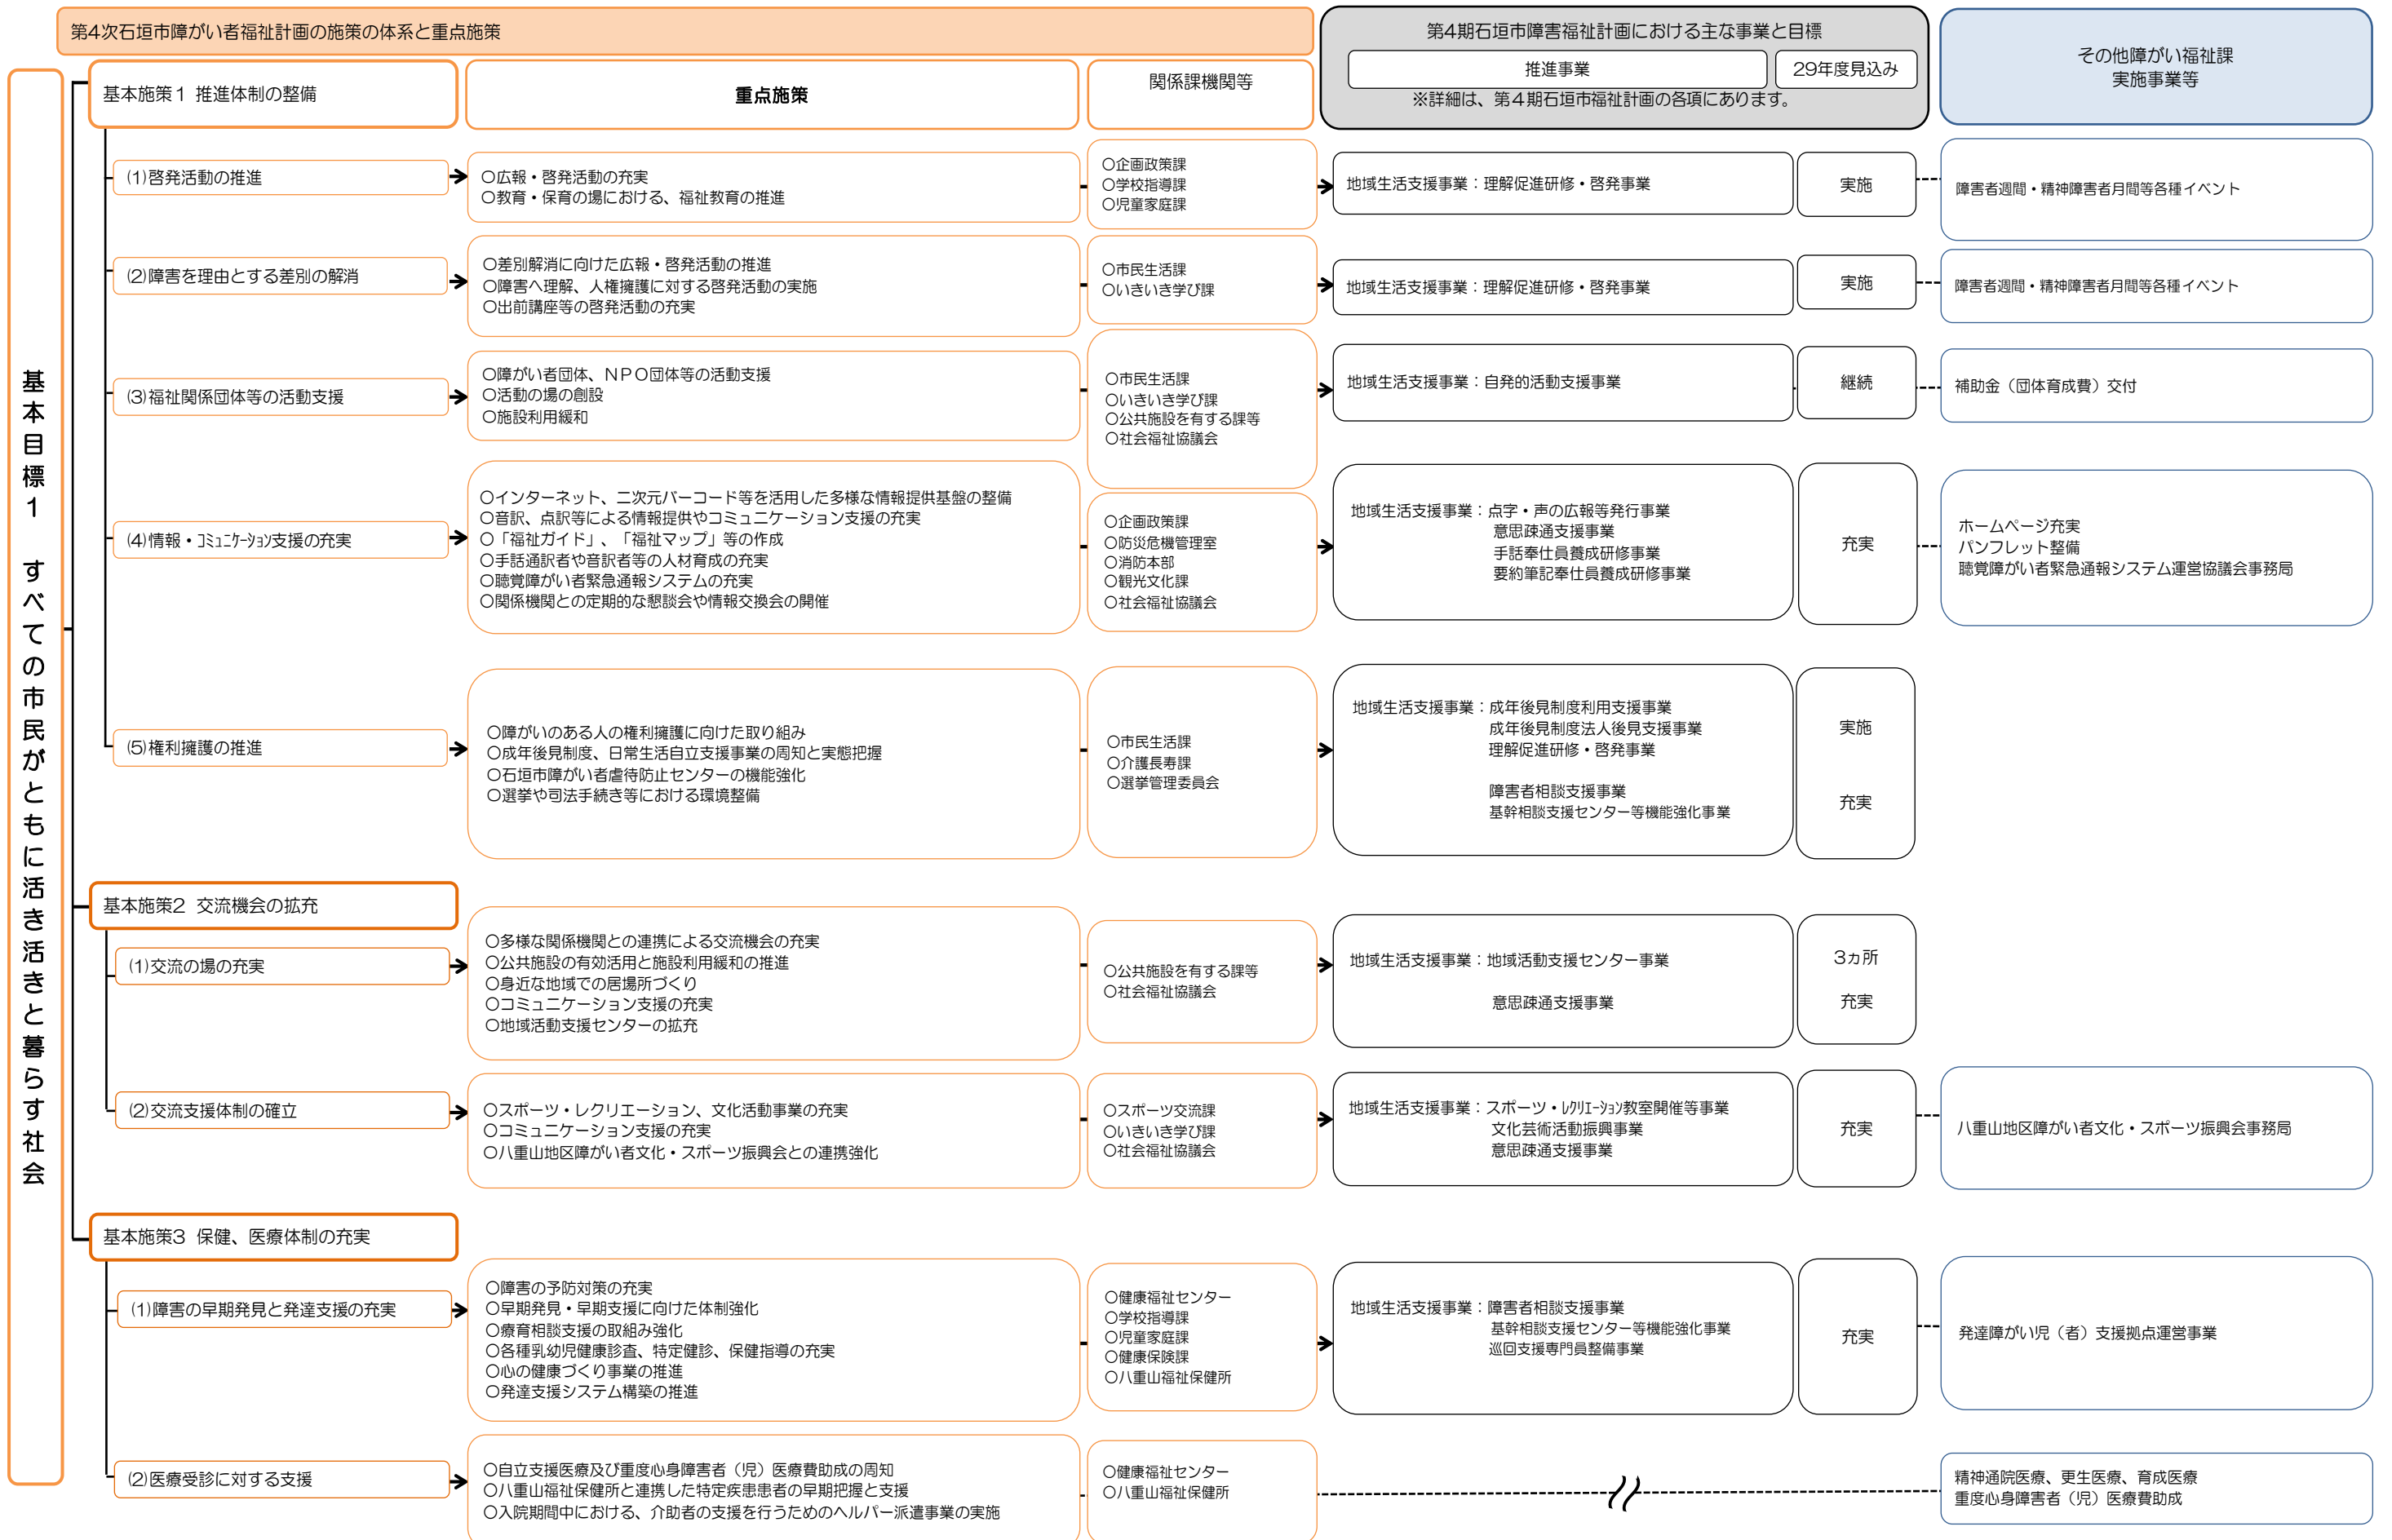 第4次石垣市障がい者福祉計画の施策の体系と重点施策
第4期石垣市障害福祉計画における主な事業と目標
推進事業
29年度見込み
※詳細は、第４期石垣市福祉計画の各項にあります。
その他障がい福祉課
実施事業等
基本目標１　すべての市民がともに活き活きと暮らす社会
基本施策１ 推進体制の整備
重点施策
関係課機関等
(1)啓発活動の推進
○広報・啓発活動の充実
○教育・保育の場における、福祉教育の推進
○企画政策課
○学校指導課
○児童家庭課
地域生活支援事業：理解促進研修・啓発事業
実施
障害者週間・精神障害者月間等各種イベント
(2)障害を理由とする差別の解消
○差別解消に向けた広報・啓発活動の推進
○障害へ理解、人権擁護に対する啓発活動の実施
○出前講座等の啓発活動の充実
○市民生活課
○いきいき学び課
地域生活支援事業：理解促進研修・啓発事業
実施
障害者週間・精神障害者月間等各種イベント
(3)福祉関係団体等の活動支援
○障がい者団体、ＮＰＯ団体等の活動支援
○活動の場の創設
○施設利用緩和
○市民生活課
○いきいき学び課
○公共施設を有する課等
○社会福祉協議会
地域生活支援事業：自発的活動支援事業
継続
補助金（団体育成費）交付
(4)情報・ｺﾐｭﾆｹｰｼｮﾝ支援の充実
○インターネット、二次元バーコード等を活用した多様な情報提供基盤の整備
○音訳、点訳等による情報提供やコミュニケーション支援の充実
○「福祉ガイド」、「福祉マップ」等の作成
○手話通訳者や音訳者等の人材育成の充実
○聴覚障がい者緊急通報システムの充実
○関係機関との定期的な懇談会や情報交換会の開催
○企画政策課
○防災危機管理室
○消防本部
○観光文化課
○社会福祉協議会
地域生活支援事業：点字・声の広報等発行事業
意思疎通支援事業
手話奉仕員養成研修事業
要約筆記奉仕員養成研修事業
充実
ホームページ充実
パンフレット整備
聴覚障がい者緊急通報システム運営協議会事務局
(5)権利擁護の推進
○障がいのある人の権利擁護に向けた取り組み
○成年後見制度、日常生活自立支援事業の周知と実態把握
○石垣市障がい者虐待防止センターの機能強化
○選挙や司法手続き等における環境整備
○市民生活課
○介護長寿課
○選挙管理委員会
地域生活支援事業：成年後見制度利用支援事業
成年後見制度法人後見支援事業
理解促進研修・啓発事業
障害者相談支援事業
基幹相談支援センター等機能強化事業
実施
充実
基本施策2 交流機会の拡充
(1)交流の場の充実
○多様な関係機関との連携による交流機会の充実
○公共施設の有効活用と施設利用緩和の推進
○身近な地域での居場所づくり
○コミュニケーション支援の充実
○地域活動支援センターの拡充
○公共施設を有する課等
○社会福祉協議会
地域生活支援事業：地域活動支援センター事業
意思疎通支援事業
3ヵ所
充実
(2)交流支援体制の確立
○スポーツ・レクリエーション、文化活動事業の充実
○コミュニケーション支援の充実
○八重山地区障がい者文化・スポーツ振興会との連携強化
○スポーツ交流課
○いきいき学び課
○社会福祉協議会
地域生活支援事業：スポーツ・ﾚｸﾘｴｰｼｮﾝ教室開催等事業
文化芸術活動振興事業
意思疎通支援事業
充実
八重山地区障がい者文化・スポーツ振興会事務局
基本施策3 保健、医療体制の充実
(1)障害の早期発見と発達支援の充実
○障害の予防対策の充実
○早期発見・早期支援に向けた体制強化
○療育相談支援の取組み強化
○各種乳幼児健康診査、特定健診、保健指導の充実
○心の健康づくり事業の推進
○発達支援システム構築の推進
○健康福祉センター
○学校指導課
○児童家庭課
○健康保険課
○八重山福祉保健所
地域生活支援事業：障害者相談支援事業
基幹相談支援センター等機能強化事業
巡回支援専門員整備事業
充実
発達障がい児（者）支援拠点運営事業
(2)医療受診に対する支援
○自立支援医療及び重度心身障害者（児）医療費助成の周知
○八重山福祉保健所と連携した特定疾患患者の早期把握と支援
○入院期間中における、介助者の支援を行うためのヘルパー派遣事業の実施
○健康福祉センター
○八重山福祉保健所
精神通院医療、更生医療、育成医療
重度心身障害者（児）医療費助成